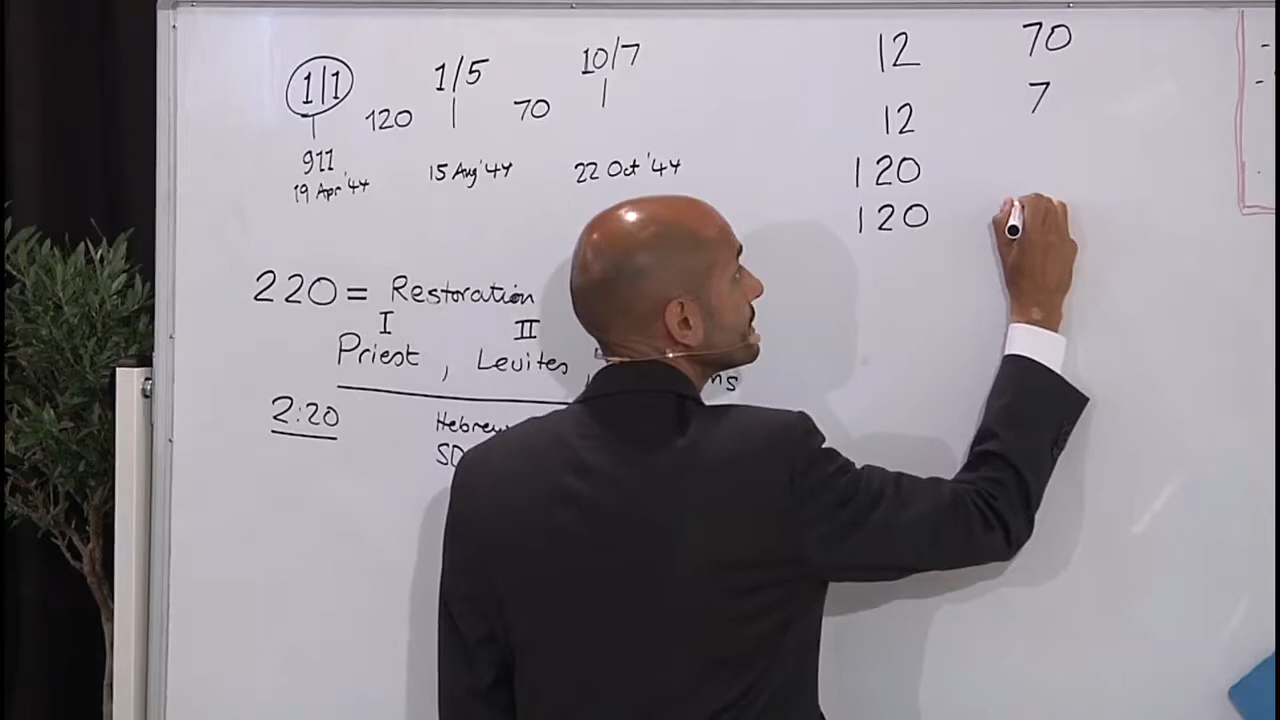 1/1 1/5 10/7
120 70
911
19 Apr '44 15 Aug '44 22 Oct '44
220 = Restoration
I II
Priest, Levites,
2:20
12 70
12 7
120
120